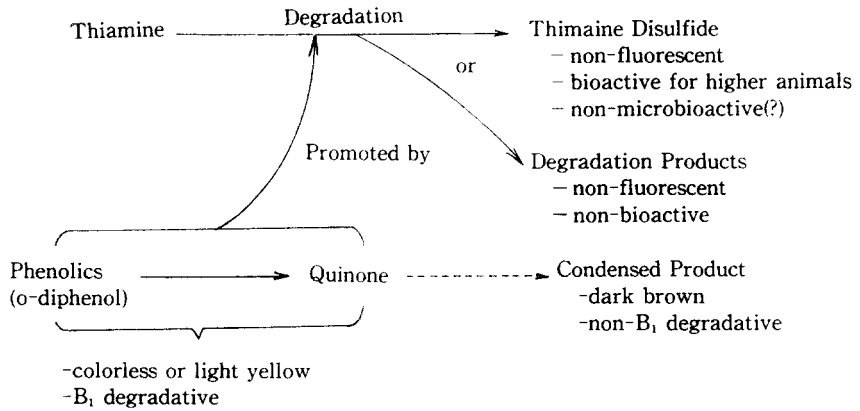 Degradation
Thiamine
Thimaine Disulfide
- non-fluorescent
- bioactive for higher animals
- non-microbioactive(?)
or
Promoted by
Degradation Products
- non-fluorescent
- non-bioactive
Phenolics
(o-diphenol)
Quinone
Condensed Product
-dark brown
-non-B₁ degradative
-colorless or light yellow
-B₁ degradative